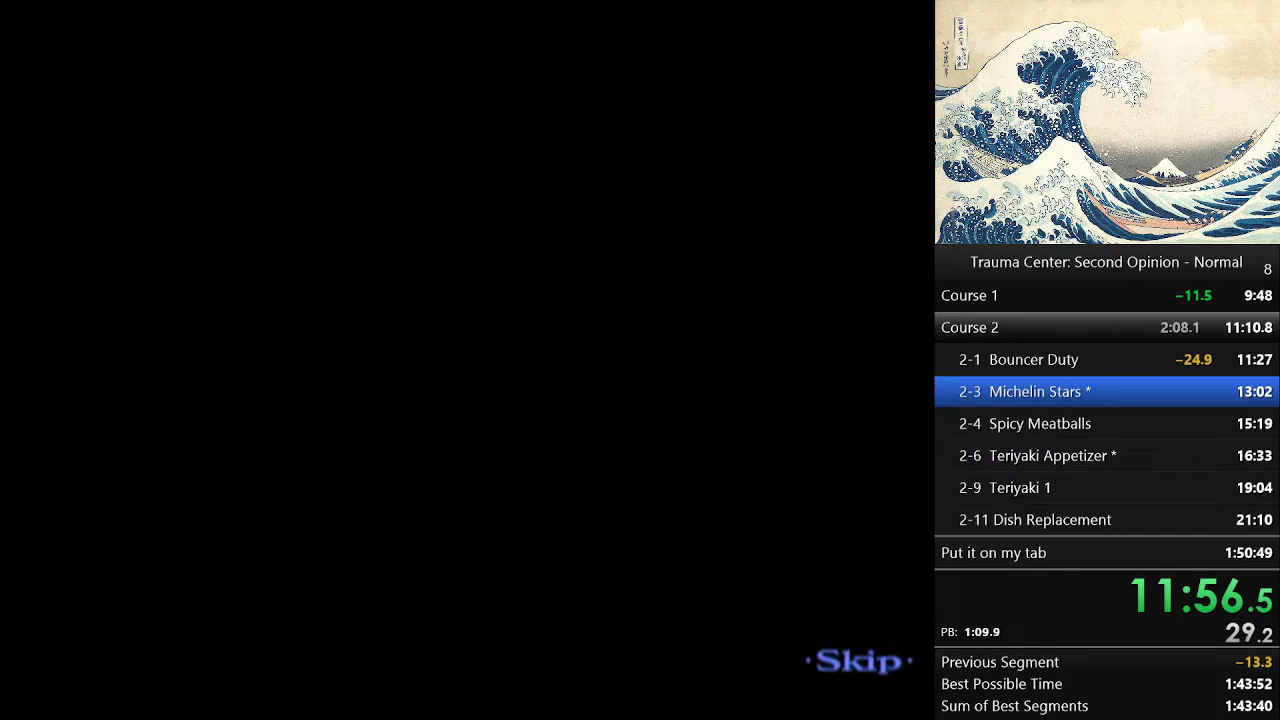 Trauma Center: Second Opinion - Normal
8
Course 1 -11.5 9:48
Course 2 2:08.1 11:10.8
2-1 Bouncer Duty -24.9 11:27
2-3 Michelin Stars * 13:02
2-4 Spicy Meatballs 15:19
2-6 Teriyaki Appetizer * 16:33
2-9 Teriyaki 1 19:04
2-11 Dish Replacement 21:10
Put it on my tab 1:50:49
11:56.5
PB: 1:09.9 29.2
·Skip·
Previous Segment -13.3
Best Possible Time 1:43:52
Sum of Best Segments 1:43:40